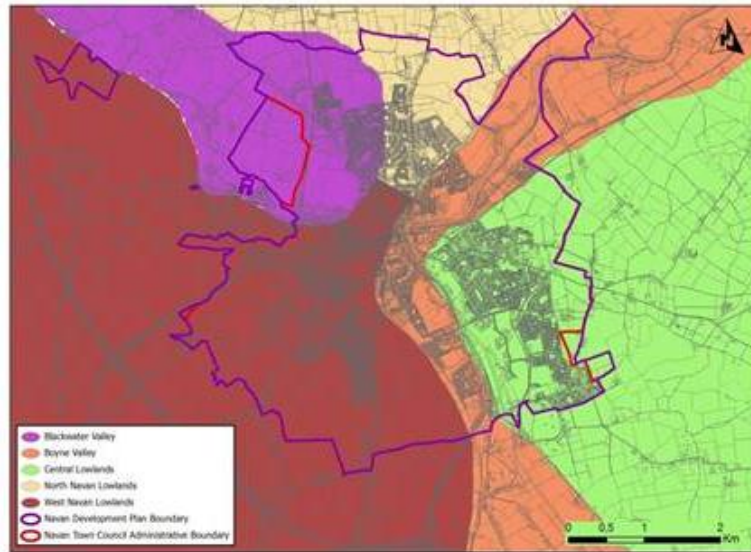 Blackwater Valley
Boyne Valley
Central Lowlands
North Navan Lowlands
West Navan Lowlands
Navan Development Plan Boundary
Navan Town Council Administrative Boundary
0 0.5 1 2
Km